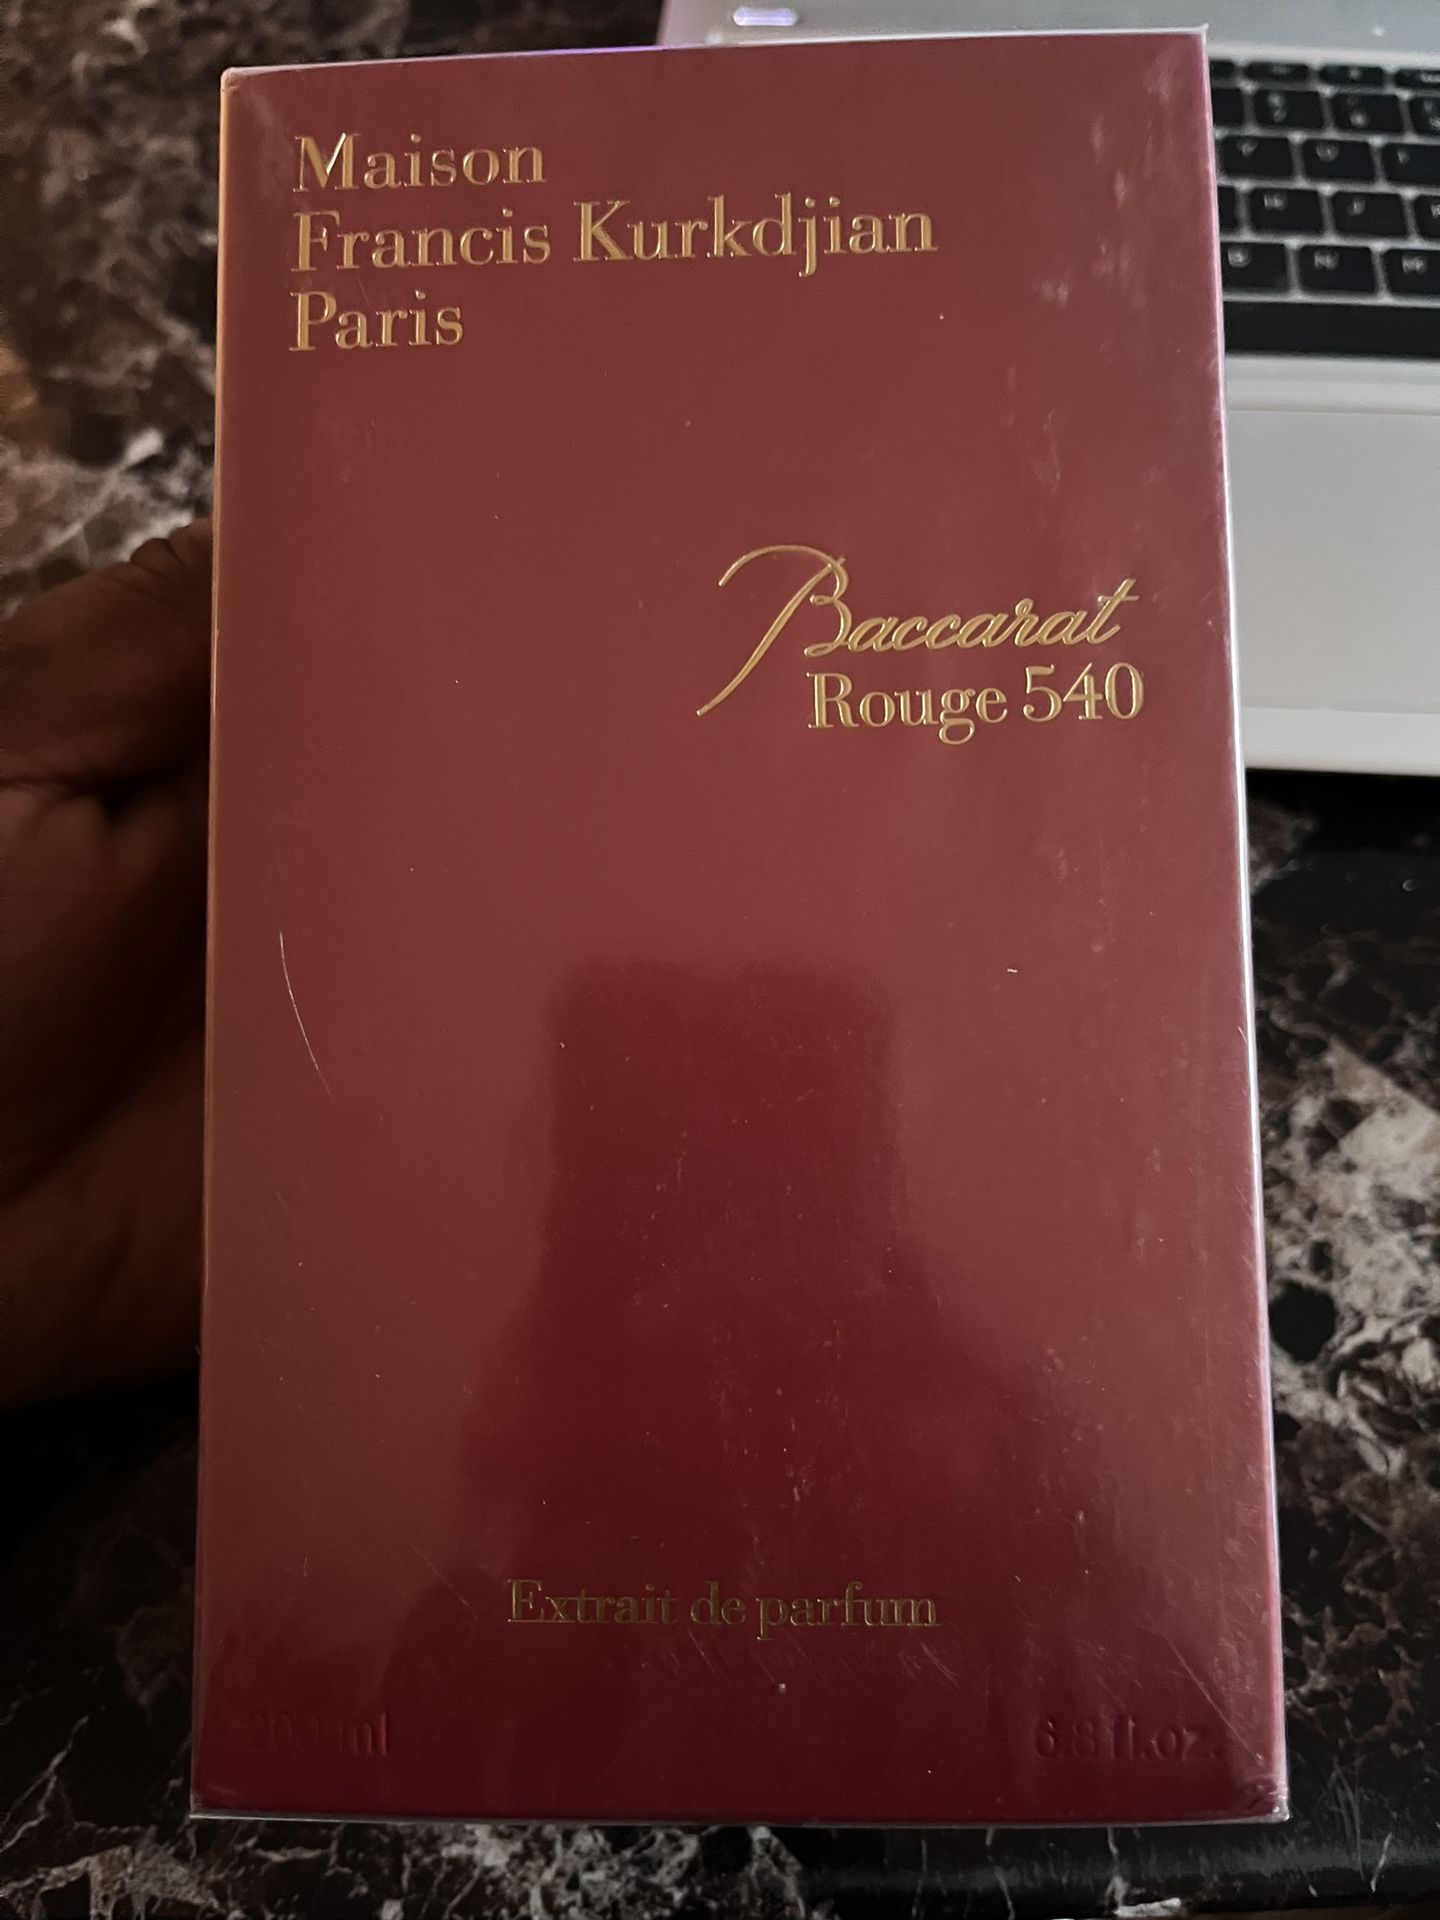 Maison
Francis Kurkdjian
Paris
Baccarat
Rouge 540
Extrait de parfum
200 ml 6.8 fl.oz.